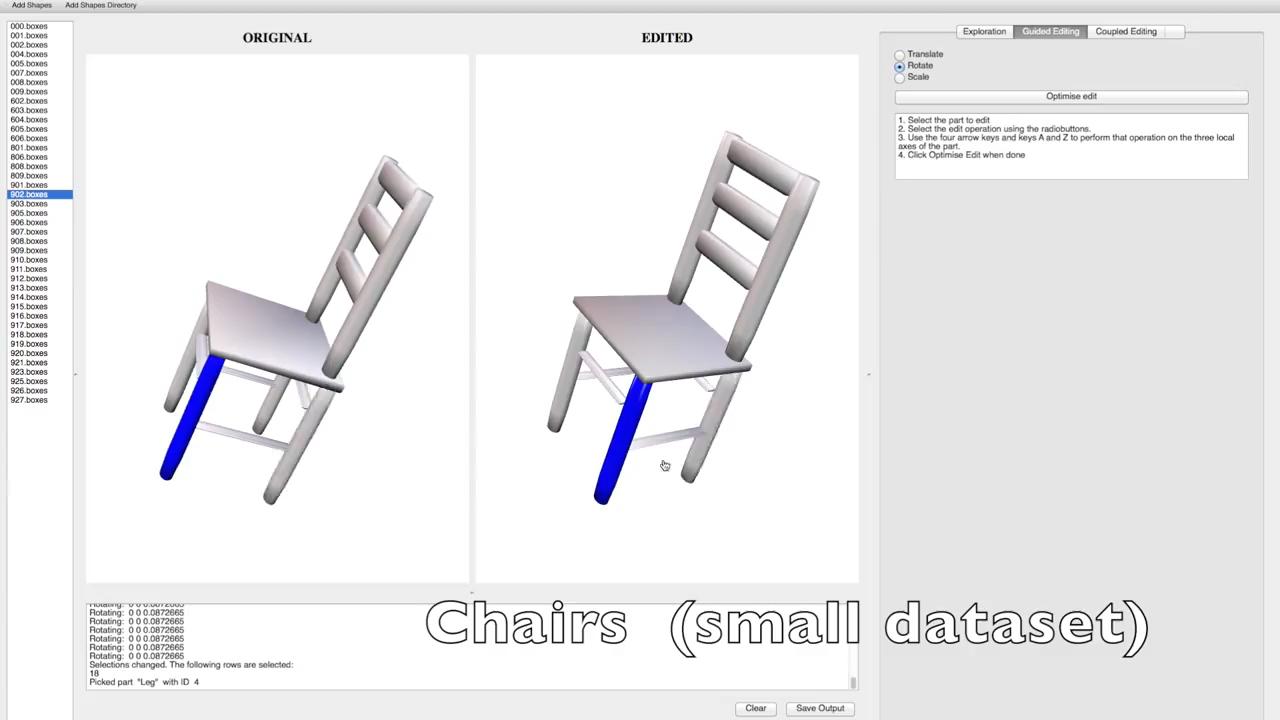 Add Shapes Add Shapes Directory
000.boxes
001.boxes
002.boxes
004.boxes
005.boxes
007.boxes
008.boxes
009.boxes
602.boxes
603.boxes
604.boxes
605.boxes
606.boxes
801.boxes
806.boxes
808.boxes
809.boxes
901.boxes
902.boxes
903.boxes
905.boxes
906.boxes
907.boxes
908.boxes
909.boxes
910.boxes
911.boxes
912.boxes
913.boxes
914.boxes
915.boxes
916.boxes
917.boxes
918.boxes
919.boxes
920.boxes
921.boxes
923.boxes
925.boxes
926.boxes
927.boxes
ORIGINAL
EDITED
Exploration Guided Editing Coupled Editing
Translate
Rotate
Scale
Optimise edit
1. Select the part to edit
2. Select the edit operation using the radiobuttons.
3. Use the four arrow keys and keys A and Z to perform that operation on the three local
axes of the part.
4. Click Optimise Edit when done
Rotating: 0 0 0.0872665
Rotating: 0 0 0.0872665
Rotating: 0 0 0.0872665
Rotating: 0 0 0.0872665
Rotating: 0 0 0.0872665
Rotating: 0 0 0.0872665
Rotating: 0 0 0.0872665
Selections changed. The following rows are selected:
18
Picked part "Leg" with ID 4
Chairs (small dataset)
Clear
Save Output